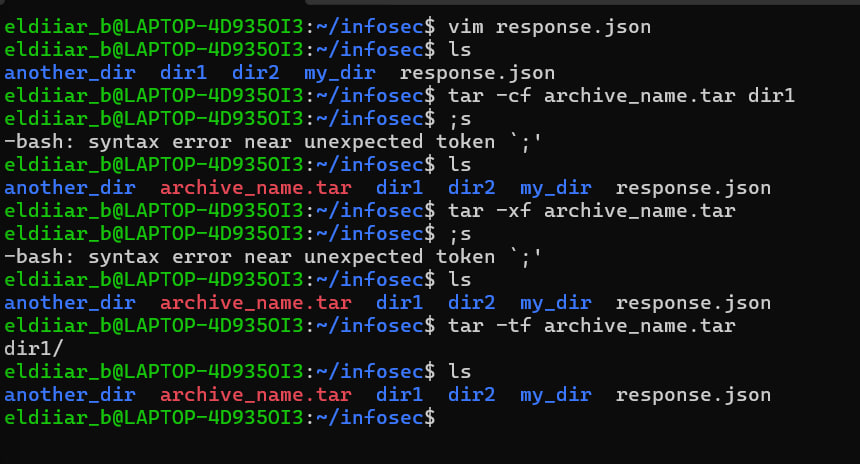 eldiiar_b@LAPTOP-4D935OI3:~/infosec$ vim response.json
eldiiar_b@LAPTOP-4D935OI3:~/infosec$ ls
another_dir  dir1  dir2  my_dir  response.json
eldiiar_b@LAPTOP-4D935OI3:~/infosec$ tar -cf archive_name.tar dir1
eldiiar_b@LAPTOP-4D935OI3:~/infosec$ ;s
-bash: syntax error near unexpected token `;'
eldiiar_b@LAPTOP-4D935OI3:~/infosec$ ls
another_dir  archive_name.tar  dir1  dir2  my_dir  response.json
eldiiar_b@LAPTOP-4D935OI3:~/infosec$ tar -xf archive_name.tar
eldiiar_b@LAPTOP-4D935OI3:~/infosec$ ;s
-bash: syntax error near unexpected token `;'
eldiiar_b@LAPTOP-4D935OI3:~/infosec$ ls
another_dir  archive_name.tar  dir1  dir2  my_dir  response.json
eldiiar_b@LAPTOP-4D935OI3:~/infosec$ tar -tf archive_name.tar
dir1/
eldiiar_b@LAPTOP-4D935OI3:~/infosec$ ls
another_dir  archive_name.tar  dir1  dir2  my_dir  response.json
eldiiar_b@LAPTOP-4D935OI3:~/infosec$